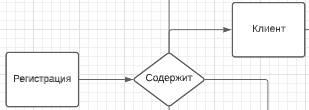 Клиент
Регистрация
Содержит